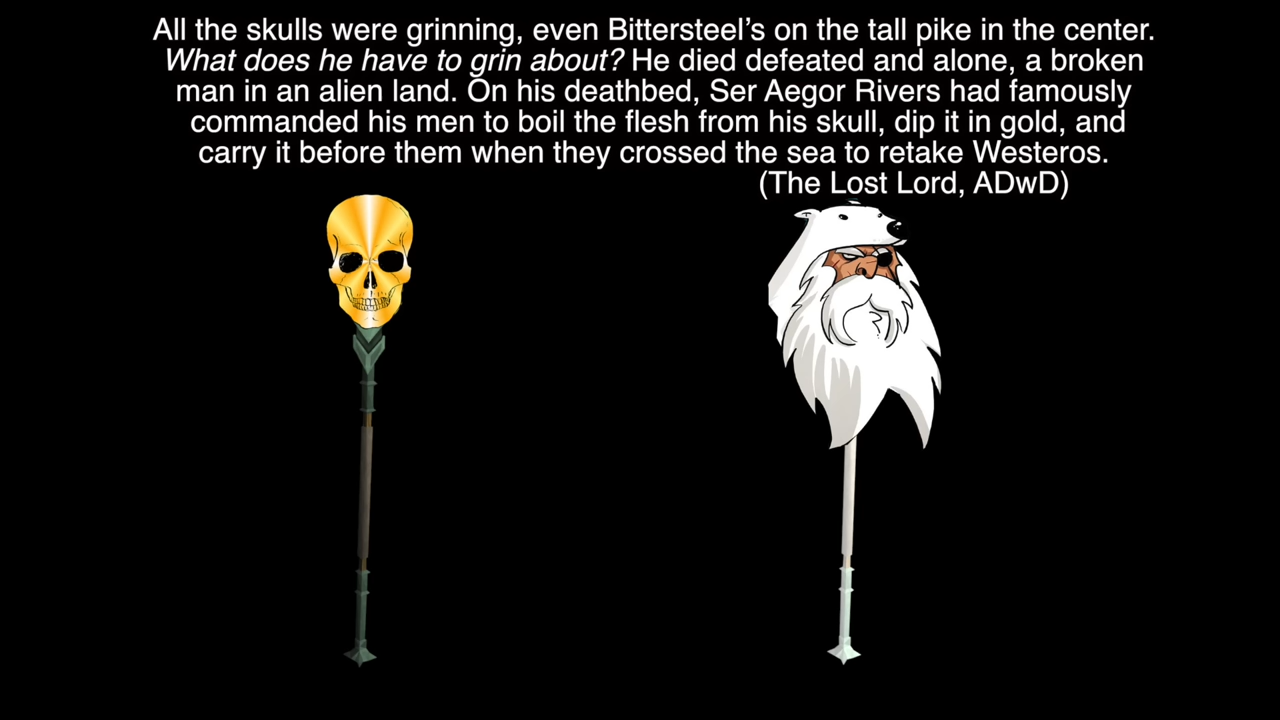 All the skulls were grinning, even Bittersteel’s on the tall pike in the center.
What does he have to grin about? He died defeated and alone, a broken
man in an alien land. On his deathbed, Ser Aegor Rivers had famously
commanded his men to boil the flesh from his skull, dip it in gold, and
carry it before them when they crossed the sea to retake Westeros.
(The Lost Lord, ADwD)